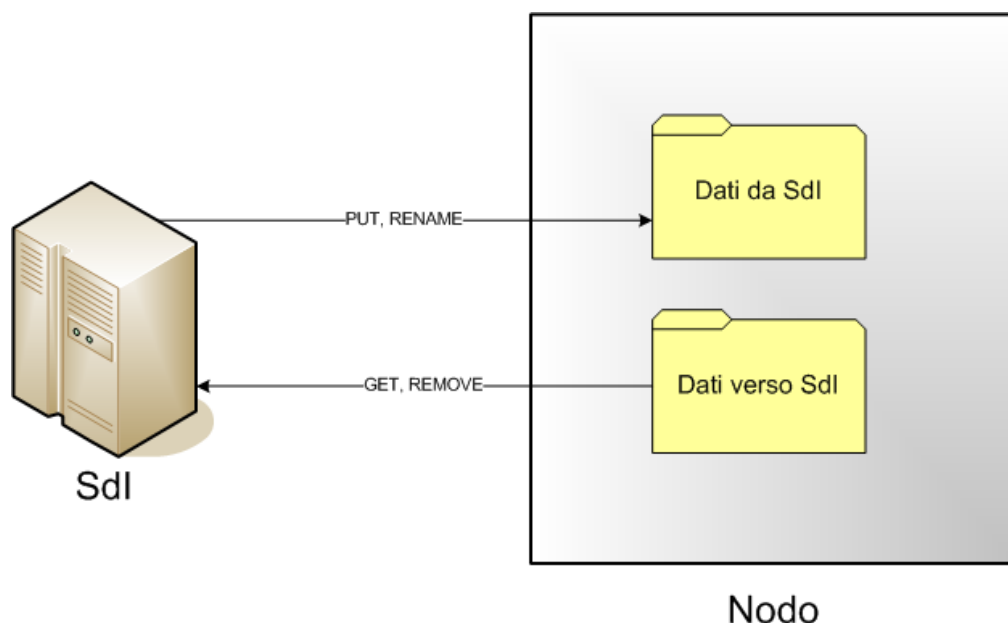 Dati da SdI
PUT, RENAME
Dati verso SdI
GET, REMOVE
SdI
Nodo